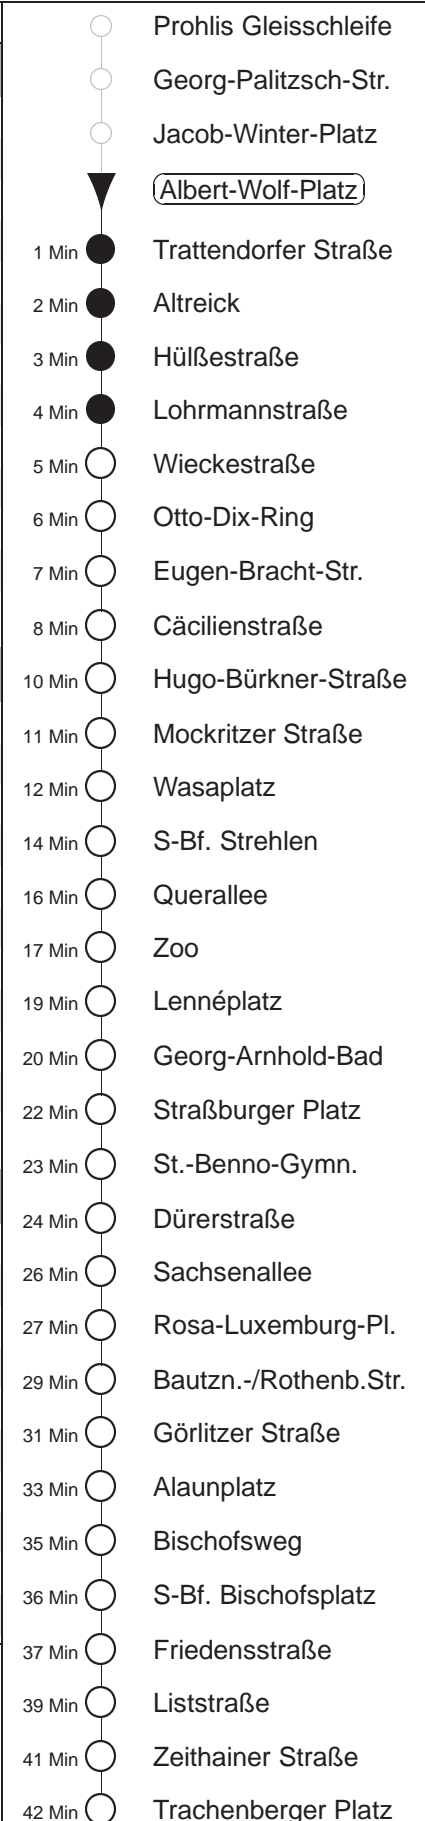 Prohlis Gleisschleife
Georg-Palitzsch-Str.
Jacob-Winter-Platz
Albert-Wolf-Platz
1 Min Trattendorfer Straße
2 Min Altreick
3 Min Hülßestraße
4 Min Lohrmannstraße
5 Min Wieckestraße
6 Min Otto-Dix-Ring
7 Min Eugen-Bracht-Str.
8 Min Cäcilienstraße
10 Min Hugo-Bürkner-Straße
11 Min Mockritzer Straße
12 Min Wasaplatz
14 Min S-Bf. Strehlen
16 Min Querallee
17 Min Zoo
19 Min Lennéplatz
20 Min Georg-Arnhold-Bad
22 Min Straßburger Platz
23 Min St.-Benno-Gymn.
24 Min Dürerstraße
26 Min Sachsenallee
27 Min Rosa-Luxemburg-Pl.
29 Min Bautzn.-/Rothenb.Str.
31 Min Görlitzer Straße
33 Min Alaunplatz
35 Min Bischofsweg
36 Min S-Bf. Bischofsplatz
37 Min Friedensstraße
39 Min Liststraße
41 Min Zeithainer Straße
42 Min Trachenberger Platz